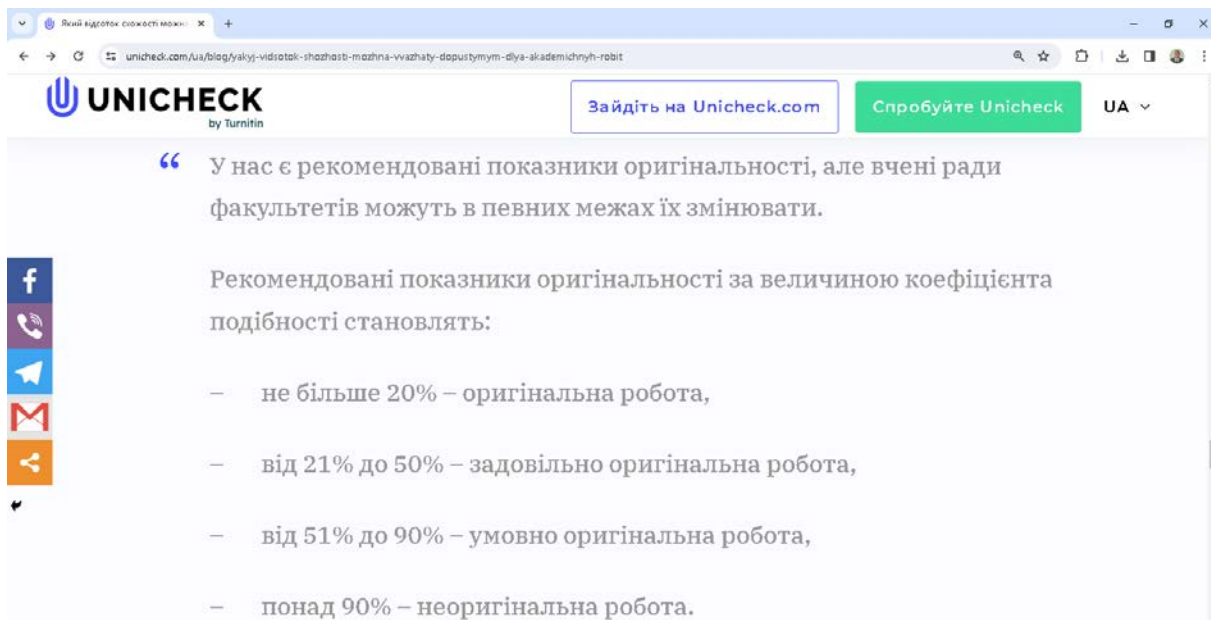 Який відсоток схожості можн
unicheck.com/ua/blog/yakyj-vidsotok-shozhosti-mozhna-vvazhaty-dopustymym-dlya-akademichnyh-robit
UNICHECK
by Turnitin
Зайдіть на Unicheck.com
Спробуйте Unicheck
UA
“ У нас є рекомендовані показники оригінальності, але вчені ради
факультетів можуть в певних межах їх змінювати.
Рекомендовані показники оригінальності за величиною коефіцієнта
подібності становлять:
– не більше 20% – оригінальна робота,
– від 21% до 50% – задовільно оригінальна робота,
– від 51% до 90% – умовно оригінальна робота,
– понад 90% – неоригінальна робота.